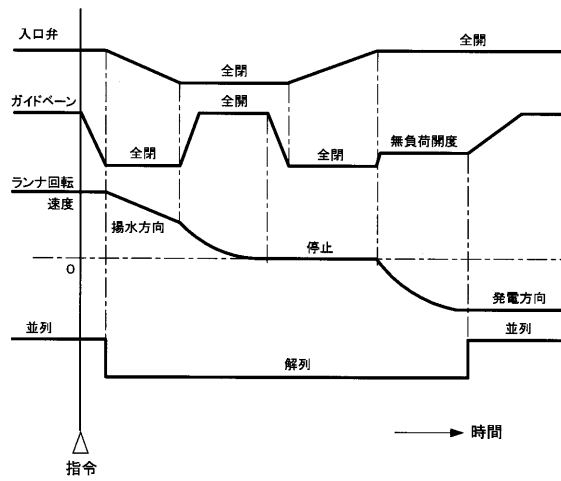 入口弁
全閉
全開
ガイドベーン
全開
全閉
全閉
無負荷開度
ランナ回転
速度
揚水方向
停止
0
発電方向
並列
解列
並列
時間
指令